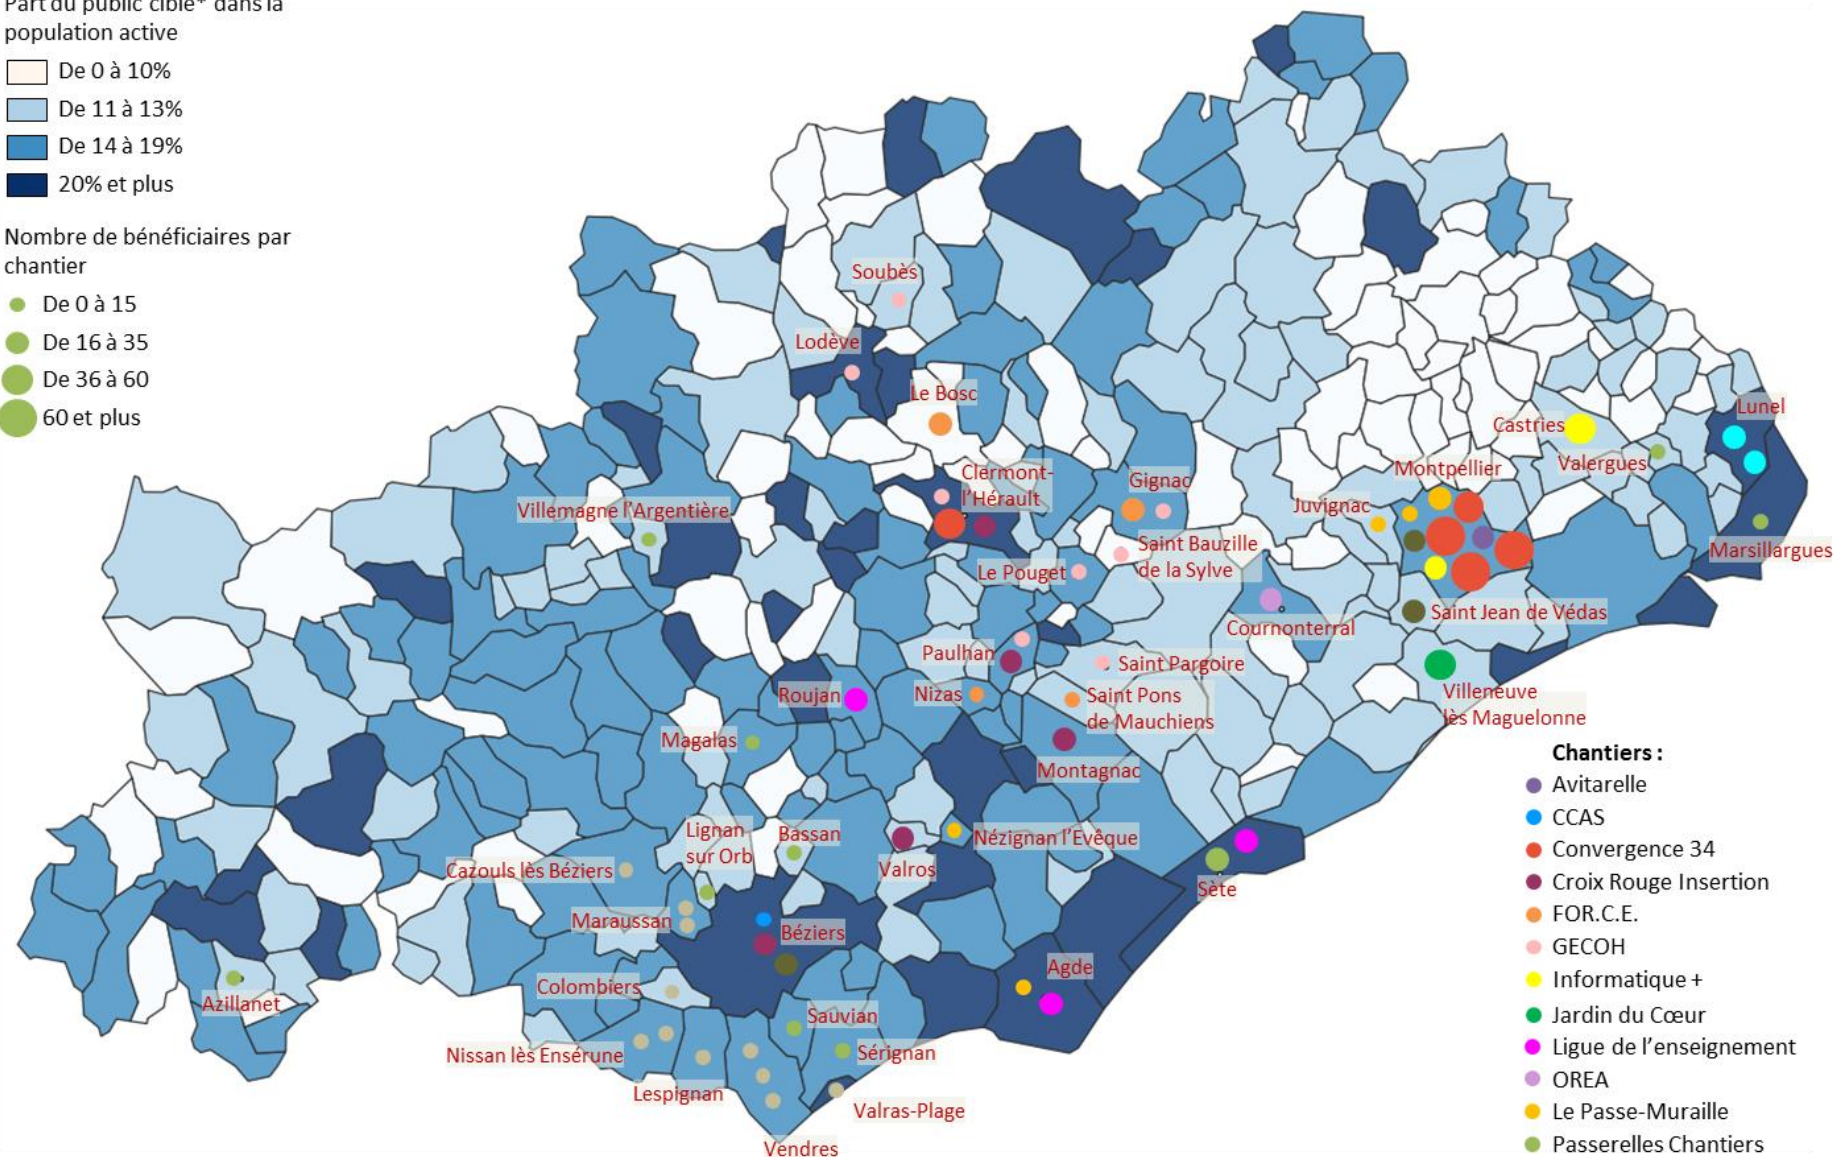 Part du public cible* dans la
population active
De 0 à 10%
De 11 à 13%
De 14 à 19%
20% et plus
Nombre de bénéficiaires par
chantier
De 0 à 15
De 16 à 35
De 36 à 60
60 et plus
Soubès
Lodève
Le Bosc
Lunel
Castries
Valergues
Montpellier
Clermont-
l'Hérault
Gignac
Juvignac
Villemagne l'Argentière
Marsillargues
Saint Bauzille
de la Sylve
Le Pouget
Saint Jean de Védas
Cournonterral
Paulhan
Saint Pargoire
Roujan
Nizas
Saint Pons
de Mauchiens
Villeneuve
lès Maguelonne
Magalas
Montagnac
Lignan
sur Orb
Bassan
Nézignan l'Evêque
Cazouls lès Béziers
Valros
Sète
Maraussan
Béziers
Agde
Colombiers
Azillanet
Sauvian
Nissan lès Ensérune
Sérignan
Lespignan
Valras-Plage
Vendres
Chantiers :
Avitarelle
CCAS
Convergence 34
Croix Rouge Insertion
FOR.C.E.
GECOH
Informatique +
Jardin du Cœur
Ligue de l'enseignement
OREA
Le Passe-Muraille
Passerelles Chantiers